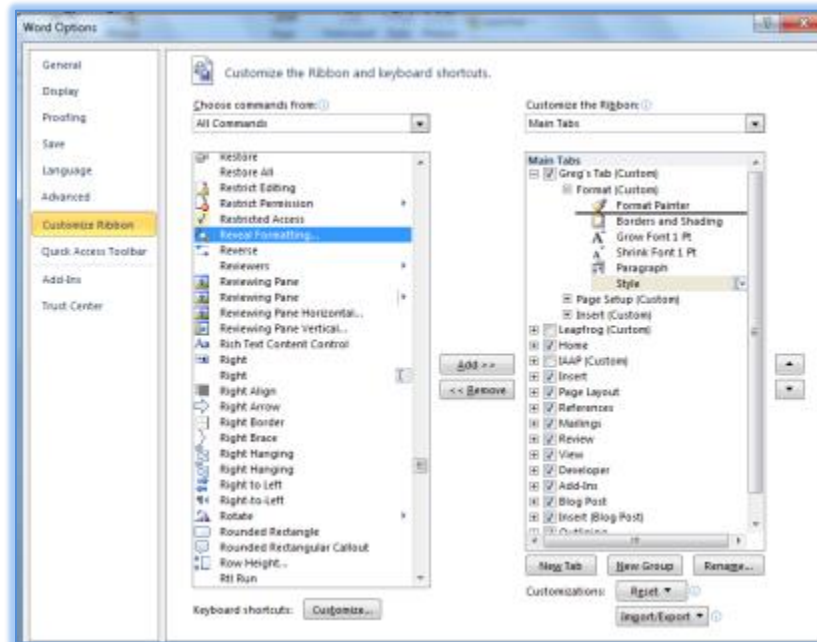 Word Options
General
Display
Proofing
Save
Language
Advanced
Customize Ribbon
Quick Access Toolbar
Add-Ins
Trust Center
Customize the Ribbon and keyboard shortcuts.
Choose commands from:
All Commands
Restore
Restore All
Restrict Editing
Restrict Permission
Restricted Access
Reveal Formatting...
Reverse
Reviewers
Reviewing Pane
Reviewing Pane
Reviewing Pane Horizontal...
Reviewing Pane Vertical...
Rich Text Content Control
Right
Right
Right Align
Right Arrow
Right Border
Right Brace
Right Hanging
Right Hanging
Right to Left
Right-to-Left
Rotate
Rounded Rectangle
Rounded Rectangular Callout
Row Height...
Rtl Run
Keyboard shortcuts: Customize...
Add >>
<< Remove
Customize the Ribbon:
Main Tabs
Main Tabs
Greg's Tab (Custom)
Format (Custom)
Format Painter
Borders and Shading
Grow Font 1 Pt
Shrink Font 1 Pt
Paragraph
Style
Page Setup (Custom)
Insert (Custom)
Leapfrog (Custom)
Home
IAAP (Custom)
Insert
Page Layout
References
Mailings
Review
View
Developer
Add-Ins
Blog Post
Insert (Blog Post)
Outlining
New Tab New Group Rename...
Customizations: Reset
Import/Export